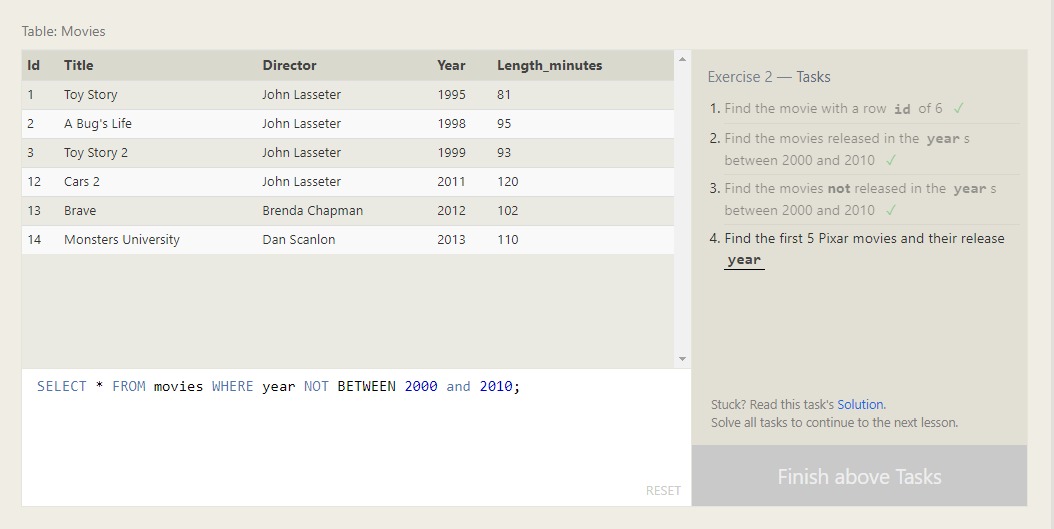 Table: Movies
Id Title Director Year Length_minutes
1 Toy Story John Lasseter 1995 81
2 A Bug's Life John Lasseter 1998 95
3 Toy Story 2 John Lasseter 1999 93
12 Cars 2 John Lasseter 2011 120
13 Brave Brenda Chapman 2012 102
14 Monsters University Dan Scanlon 2013 110
SELECT * FROM movies WHERE year NOT BETWEEN 2000 and 2010;
RESET
Exercise 2 — Tasks
1. Find the movie with a row id of 6 ✓
2. Find the movies released in the year s
between 2000 and 2010 ✓
3. Find the movies not released in the year s
between 2000 and 2010 ✓
4. Find the first 5 Pixar movies and their release
year
Stuck? Read this task's Solution.
Solve all tasks to continue to the next lesson.
Finish above Tasks